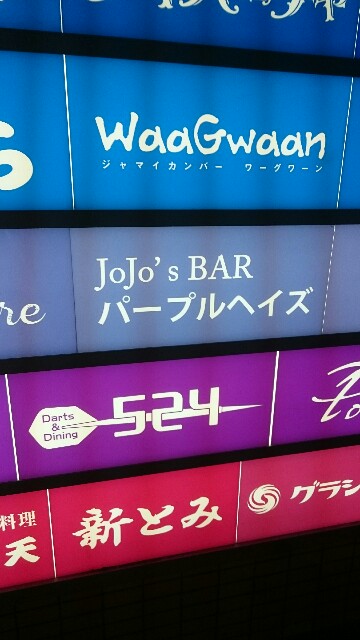 WaaGwaan
ジャマイカンバー ワーグワーン
re
JoJo's BAR
パープルヘイズ
Darts
&
Dining
524
料理
天
新とみ
グラシ